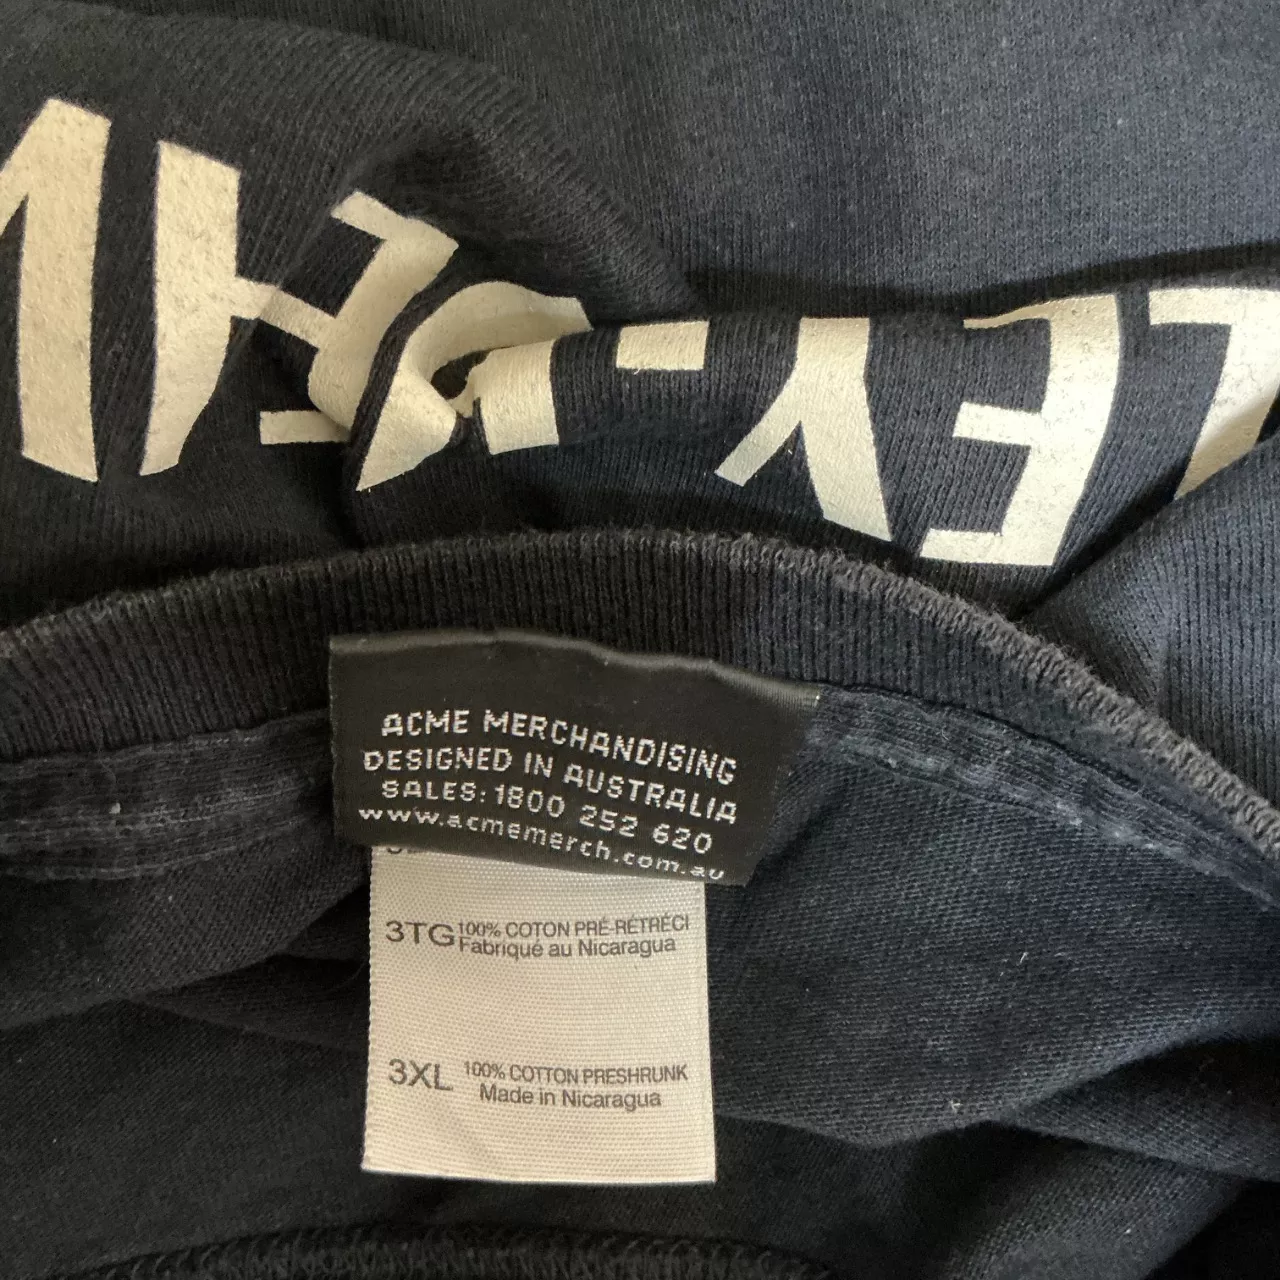 LEY-D
ACME MERCHANDISING
DESIGNED IN AUSTRALIA
SALES: 1800 252 620
www.acmemerch.com.au
3TG 100% COTON PRÉ-RÉTRÉCI
Fabriqué au Nicaragua
3XL 100% COTTON PRESHRUNK
Made in Nicaragua